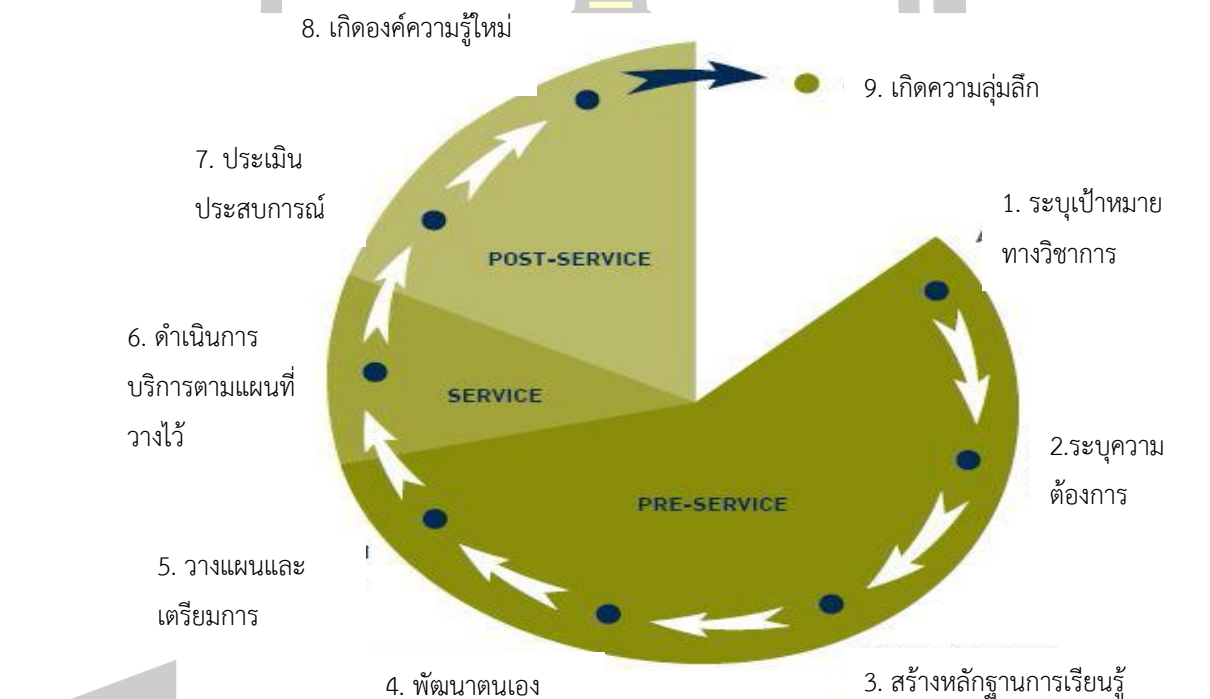 8. เกิดองค์ความรู้ใหม่
9. เกิดความลุ่มลึก
7. ประเมิน
ประสบการณ์
1. ระบุเป้าหมาย
ทางวิชาการ
POST-SERVICE
6. ดำเนินการ
บริการตามแผนที่
วางไว้
SERVICE
2.ระบุความ
ต้องการ
PRE-SERVICE
5. วางแผนและ
เตรียมการ
4. พัฒนาตนเอง
3. สร้างหลักฐานการเรียนรู้